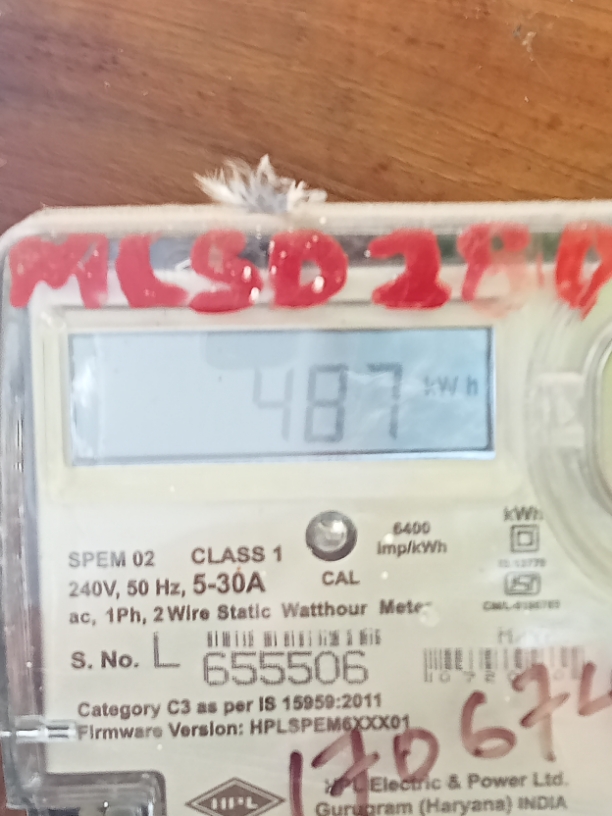 MCSD280
487 kWh
6400
Imp/kWh
kWh
SPEM 02 CLASS 1
240V, 50 Hz, 5-30A
CAL
ac, 1Ph, 2 Wire Static Watthour Meter
S. No. L 655506
Category C3 as per IS 15959:2011
Firmware Version: HPLSPEM6XXX01
170674
HPL
HPL Electric & Power Ltd.
Gurugram (Haryana) INDIA